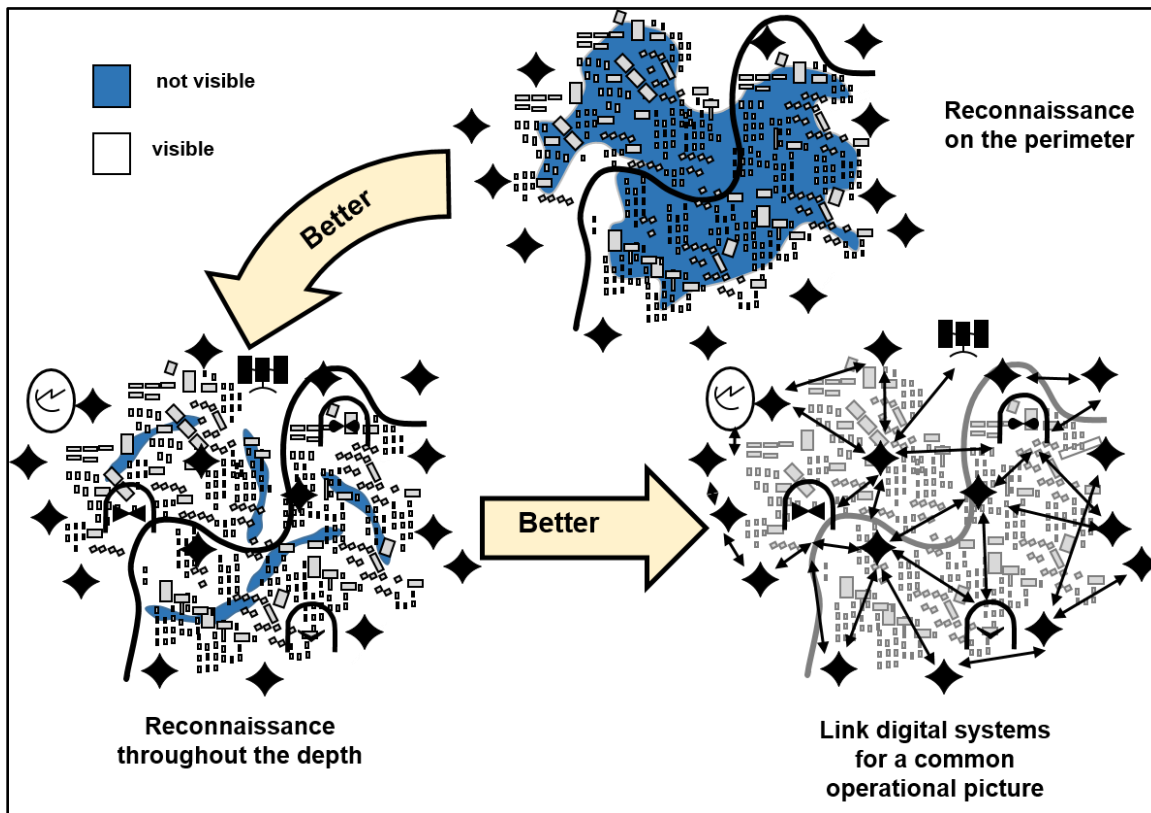 not visible
visible
Reconnaissance
on the perimeter
Better
Better
Reconnaissance
throughout the depth
Link digital systems
for a common
operational picture